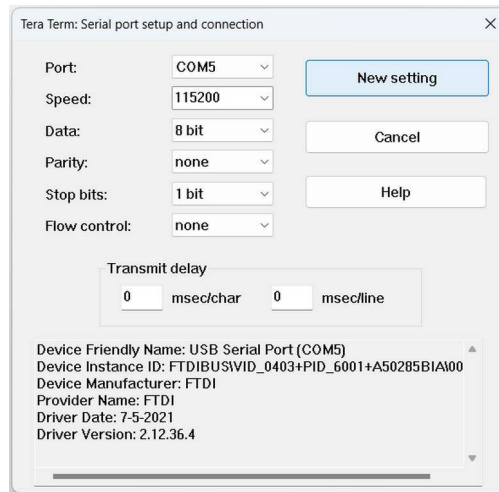 Tera Term: Serial port setup and connection
Port: COM5 New setting
Speed: 115200
Data: 8 bit Cancel
Parity: none
Stop bits: 1 bit Help
Flow control: none
Transmit delay
0 msec/char 0 msec/line
Device Friendly Name: USB Serial Port (COM5)
Device Instance ID: FTDIBUS\VID_0403+PID_6001+A50285BIA\00
Device Manufacturer: FTDI
Provider Name: FTDI
Driver Date: 7-5-2021
Driver Version: 2.12.36.4